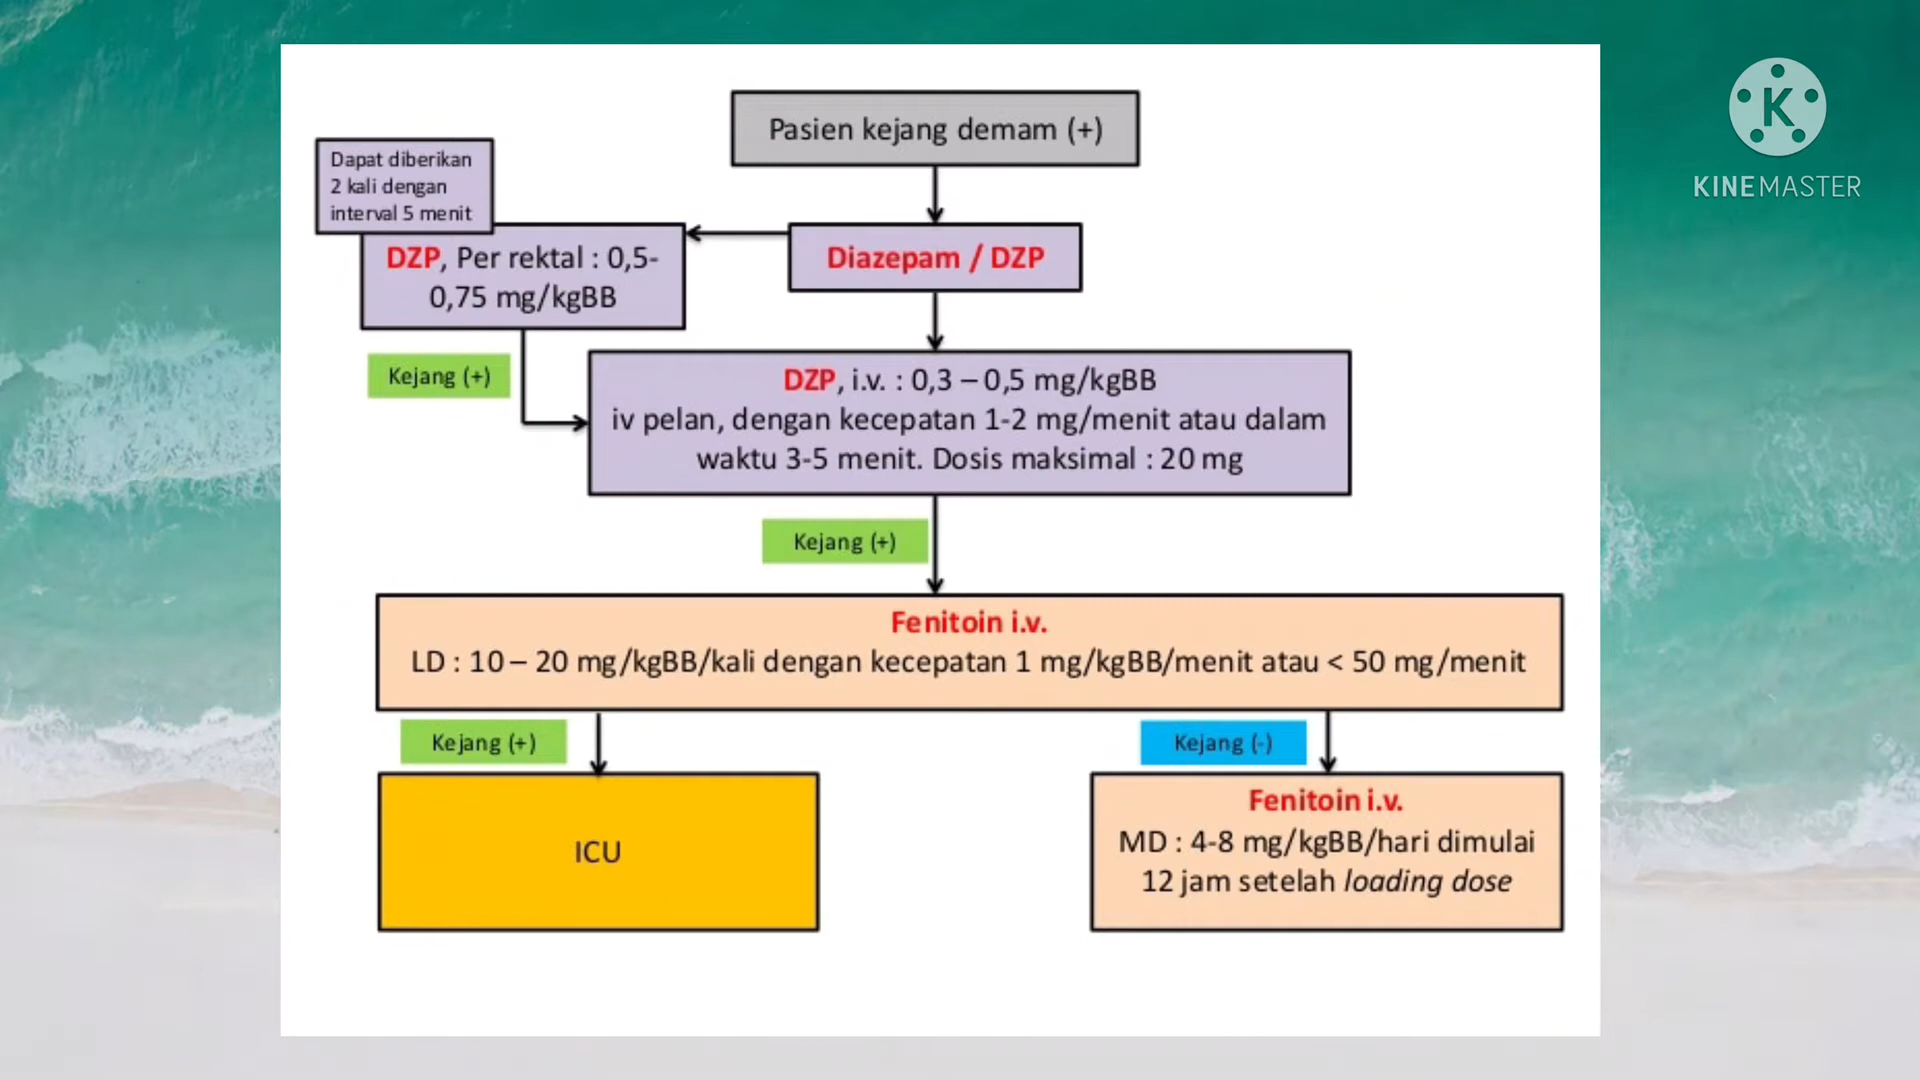 Pasien kejang demam (+)
Dapat diberikan
2 kali dengan
interval 5 menit
DZP, Per rektal : 0,5-
0,75 mg/kgBB
Diazepam / DZP
Kejang (+)
DZP, i.v. : 0,3 – 0,5 mg/kgBB
iv pelan, dengan kecepatan 1-2 mg/menit atau dalam
waktu 3-5 menit. Dosis maksimal : 20 mg
Kejang (+)
Fenitoin i.v.
LD : 10 – 20 mg/kgBB/kali dengan kecepatan 1 mg/kgBB/menit atau < 50 mg/menit
Kejang (+)
Kejang (-)
ICU
Fenitoin i.v.
MD : 4-8 mg/kgBB/hari dimulai
12 jam setelah loading dose
K
KINEMASTER